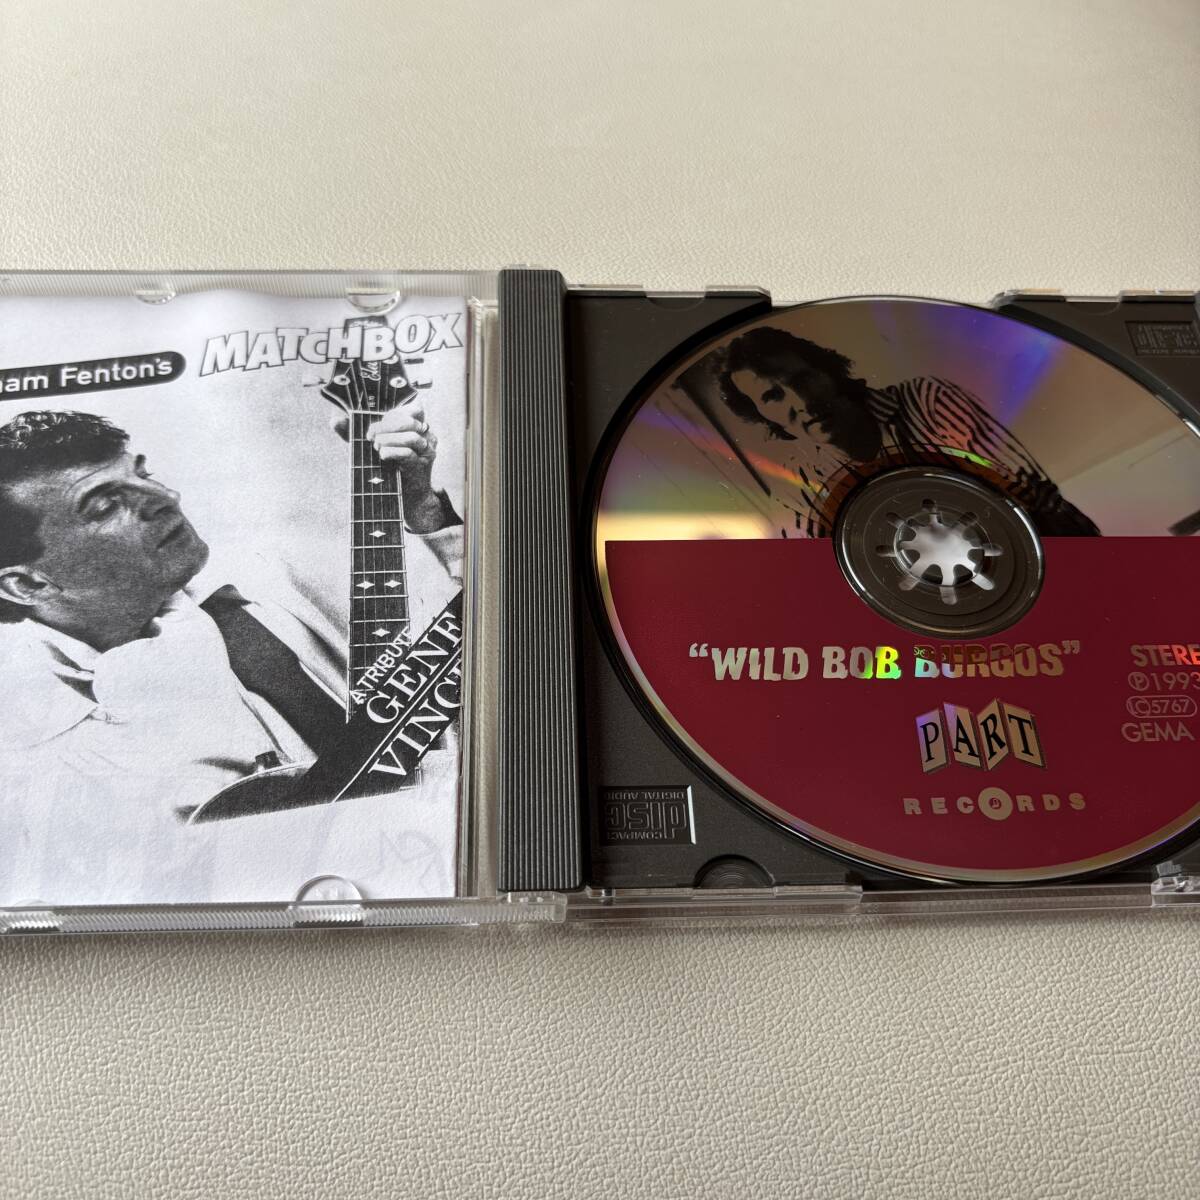 MATCHBOX
ham Fenton's
A TRIBUTE
GENE
VINC
"WILD BOB BURGOS"
PART
RECORDS
STERE
℗1993
LC5767
GEMA
COMPACT
disc
DIGITAL AUDIO